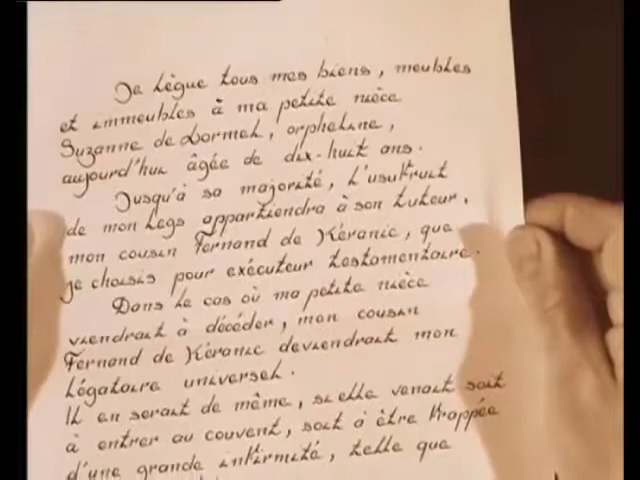 Je lègue tous mes biens, meubles
et immeubles à ma petite nièce
Suzanne de Lormel, orpheline,
aujourd'hui âgée de dix-huit ans.
Jusqu'à sa majorité, l'usufruit
de mon legs appartiendra à son tuteur,
mon cousin Fernand de Kéranic, que
je choisis pour exécuteur testamentaire.
Dans le cas où ma petite nièce
viendrait à décéder, mon cousin
Fernand de Kéranic deviendrait mon
légataire universel.
Il en serait de même, si elle venait soit
à entrer au couvent, soit à être frappée
d'une grande infirmité, telle que